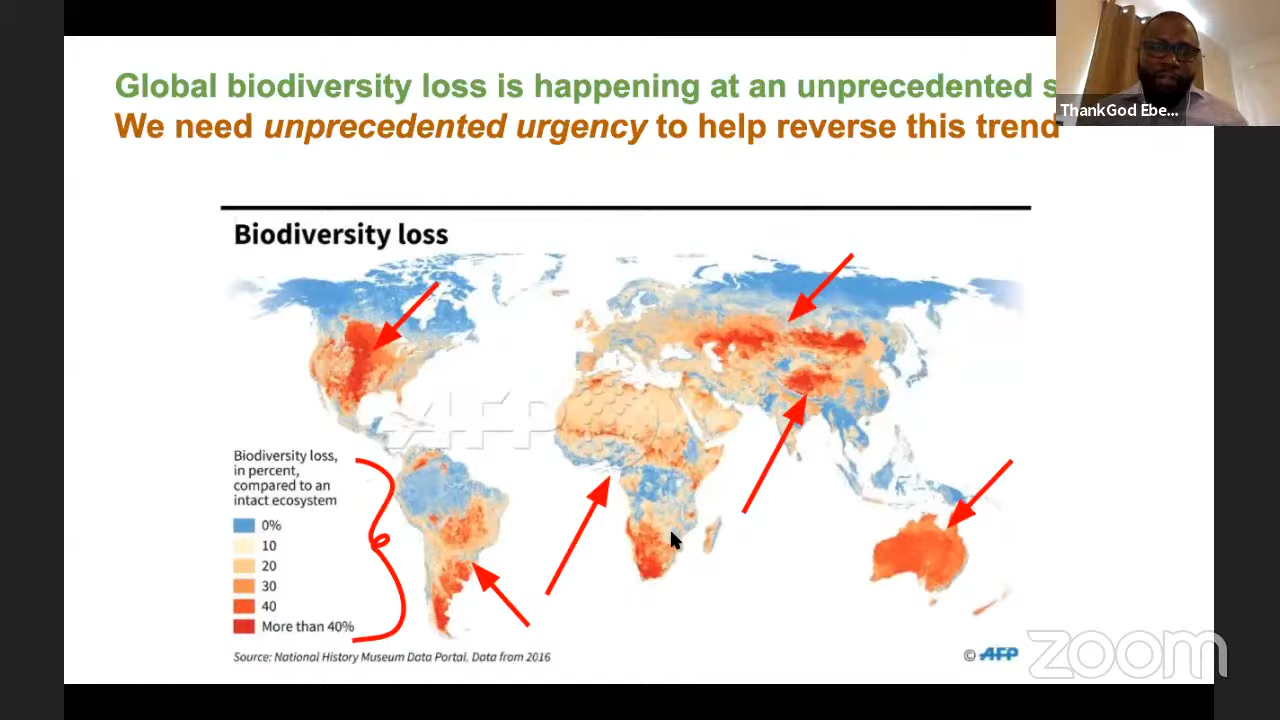 Global biodiversity loss is happening at an unprecedented s
We need unprecedented urgency to help reverse this trend
ThankGod Ebe...
Biodiversity loss
AFP
Biodiversity loss,
in percent,
compared to an
intact ecosystem
0%
10
20
30
40
More than 40%
Source: National History Museum Data Portal. Data from 2016
© AFP
zoom